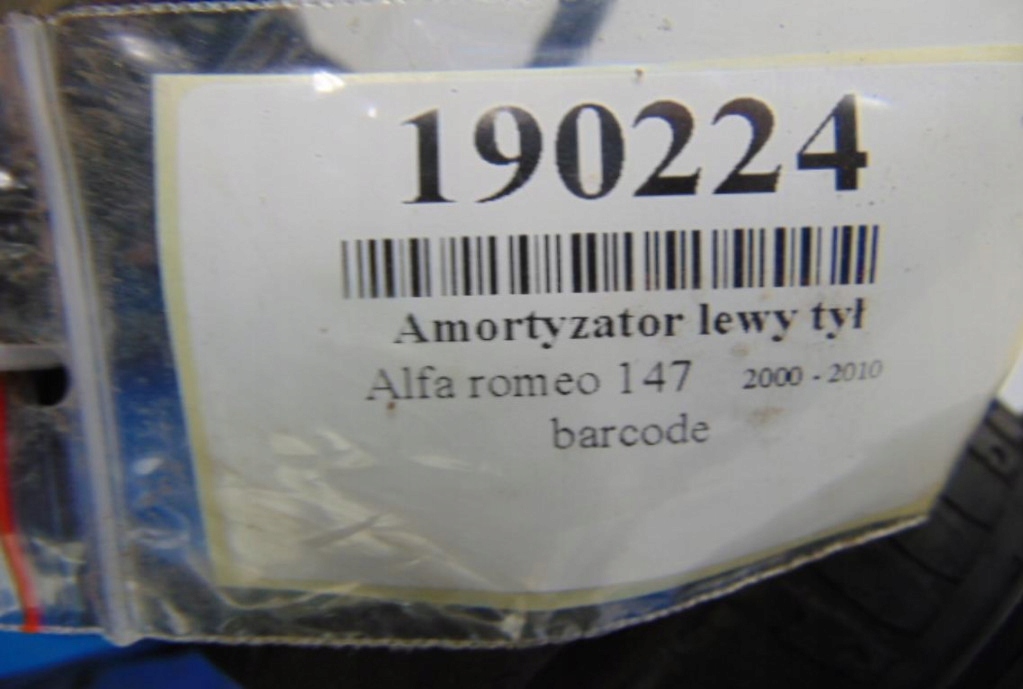 190224
Amortyzator lewy tył
Alfa romeo 147 2000 - 2010
barcode